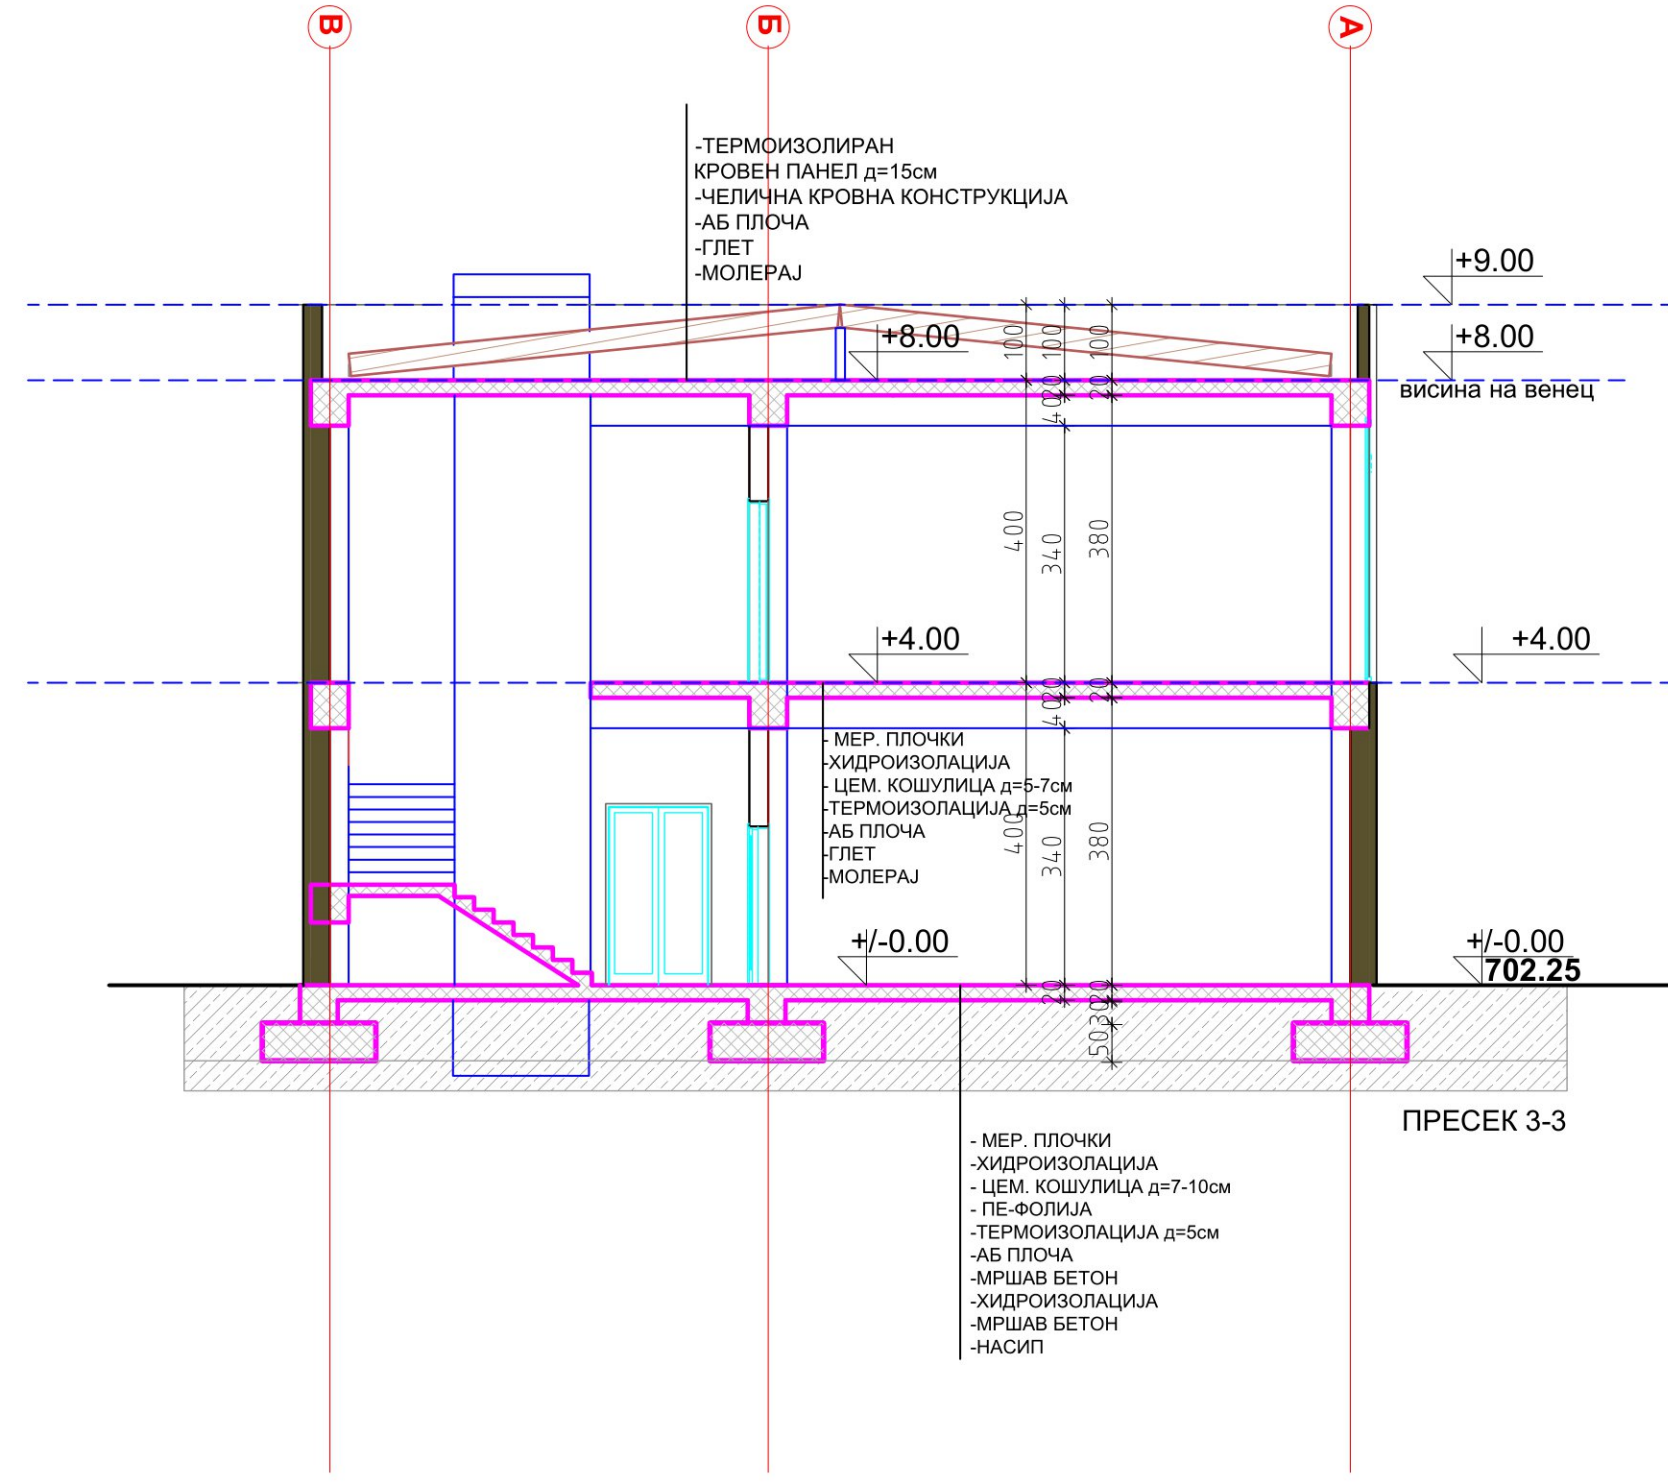 В
Б
А
-ТЕРМОИЗОЛИРАН
КРОВЕН ПАНЕЛ д=15см
-ЧЕЛИЧНА КРОВНА КОНСТРУКЦИЈА
-АБ ПЛОЧА
-ГЛЕТ
-МОЛЕРАЈ
+9.00
+8.00
+8.00
висина на венец
100
100
100
20
20
40
400
340
380
+4.00
+4.00
20
20
40
- МЕР. ПЛОЧКИ
-ХИДРОИЗОЛАЦИЈА
- ЦЕМ. КОШУЛИЦА д=5-7см
-ТЕРМОИЗОЛАЦИЈА д=5см
-АБ ПЛОЧА
-ГЛЕТ
-МОЛЕРАЈ
400
340
380
+/-0.00
+/-0.00
702.25
20
20
30
50
ПРЕСЕК 3-3
- МЕР. ПЛОЧКИ
-ХИДРОИЗОЛАЦИЈА
- ЦЕМ. КОШУЛИЦА д=7-10см
- ПЕ-ФОЛИЈА
-ТЕРМОИЗОЛАЦИЈА д=5см
-АБ ПЛОЧА
-МРШАВ БЕТОН
-ХИДРОИЗОЛАЦИЈА
-МРШАВ БЕТОН
-НАСИП